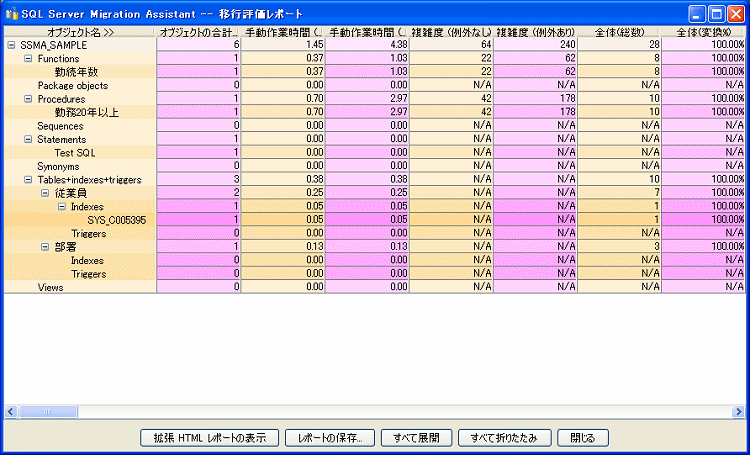 SQL Server Migration Assistant -- 移行評価レポート
オブジェクト名 >> オブジェクトの合計... 手動作業時間 (... 手動作業時間 (... 複雑度 (例外なし) 複雑度 (例外あり) 全体(総数) 全体(変換%)
SSMA_SAMPLE 6 1.45 4.38 64 240 28 100.00%
Functions 1 0.37 1.03 22 62 8 100.00%
勤続年数 1 0.37 1.03 22 62 8 100.00%
Package objects 0 0.00 0.00 N/A N/A N/A N/A
Procedures 1 0.70 2.97 42 178 10 100.00%
勤務20年以上 1 0.70 2.97 42 178 10 100.00%
Sequences 0 0.00 0.00 N/A N/A N/A N/A
Statements 1 0.00 0.00 N/A N/A N/A N/A
Test SQL 1 0.00 0.00 N/A N/A N/A N/A
Synonyms 0 0.00 0.00 N/A N/A N/A N/A
Tables+indexes+triggers 3 0.38 0.38 N/A N/A 10 100.00%
従業員 2 0.25 0.25 N/A N/A 7 100.00%
Indexes 1 0.05 0.05 N/A N/A 1 100.00%
SYS_C005395 1 0.05 0.05 N/A N/A 1 100.00%
Triggers 0 0.00 0.00 N/A N/A N/A N/A
部署 1 0.13 0.13 N/A N/A 3 100.00%
Indexes 0 0.00 0.00 N/A N/A N/A N/A
Triggers 0 0.00 0.00 N/A N/A N/A N/A
Views 0 0.00 0.00 N/A N/A N/A N/A
拡張 HTML レポートの表示 レポートの保存... すべて展開 すべて折りたたみ 閉じる